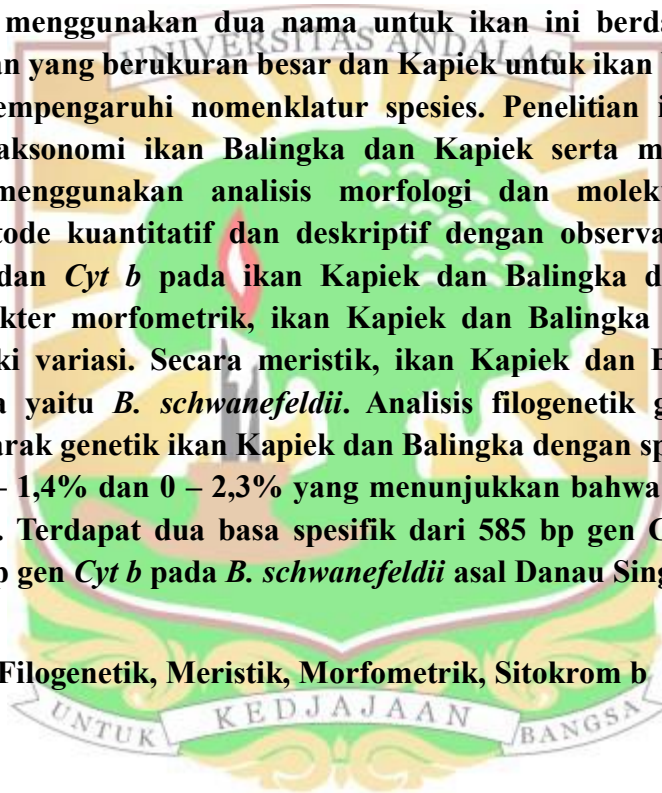 menggunakan dua nama untuk ikan ini berda
UNIVERSITAS ANDALAS
an yang berukuran besar dan Kapiek untuk ikan
empengaruhi nomenklatur spesies. Penelitian i
aksonomi ikan Balingka dan Kapiek serta m
menggunakan analisis morfologi dan molek
tode kuantitatif dan deskriptif dengan observa
dan Cyt b pada ikan Kapiek dan Balingka d
kter morfometrik, ikan Kapiek dan Balingka
ki variasi. Secara meristik, ikan Kapiek dan B
a yaitu B. schwanefeldii. Analisis filogenetik g
arak genetik ikan Kapiek dan Balingka dengan sp
– 1,4% dan 0 – 2,3% yang menunjukkan bahwa
. Terdapat dua basa spesifik dari 585 bp gen C
p gen Cyt b pada B. schwanefeldii asal Danau Sing
Filogenetik, Meristik, Morfometrik, Sitokrom b
UNTUK KEDJAJAAN BANGSA